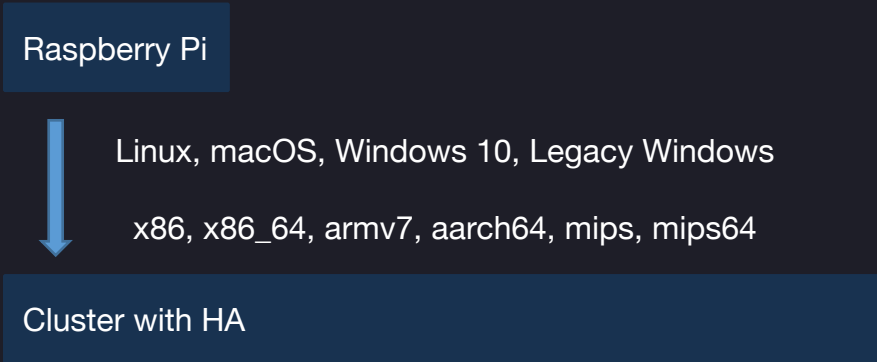 Raspberry Pi
Linux, macOS, Windows 10, Legacy Windows
x86, x86_64, armv7, aarch64, mips, mips64
Cluster with HA